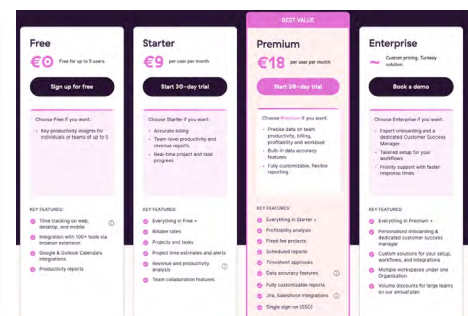 BEST VALUE
Free
€0 Free for up to 5 users.
Sign up for free
Choose Free if you want:
Key productivity insights for
individuals or teams of up to 5
KEY FEATURES:
Time tracking on web,
desktop, and mobile
Integration with 100+ tools via
browser extension
Google & Outlook Calendars
integrations
Productivity reports
Starter
€9 per user per month
Start 30-day trial
Choose Starter if you want:
Accurate billing
Team-level productivity and
revenue reports
Real-time project and task
progress
KEY FEATURES:
Everything in Free +
Billable rates
Projects and tasks
Project time estimates and alerts
Revenue and productivity
analysis
Team collaboration features
Premium
€18 per user per month
Start 30-day trial
Choose Premium if you want:
Precise data on team
productivity, billing,
profitability and workload
Built-in data accuracy
features
Fully customizable, flexible
reporting
KEY FEATURES:
Everything in Starter +
Profitability analysis
Fixed fee projects
Scheduled reports
Timesheet approvals
Data accuracy features
Fully customizable reports
Jira, Salesforce integrations
Single sign-on (SSO)
Enterprise
~ Custom pricing. Turnkey
solution.
Book a demo
Choose Enterprise if you want:
Expert onboarding and a
dedicated Customer Success
Manager
Tailored setup for your
workflows
Priority support with faster
response times
KEY FEATURES:
Everything in Premium +
Personalised onboarding &
dedicated customer success
manager
Custom solutions for your setup,
workflows, and integrations
Multiple workspaces under one
Organization
Volume discounts for large teams
on our annual plan